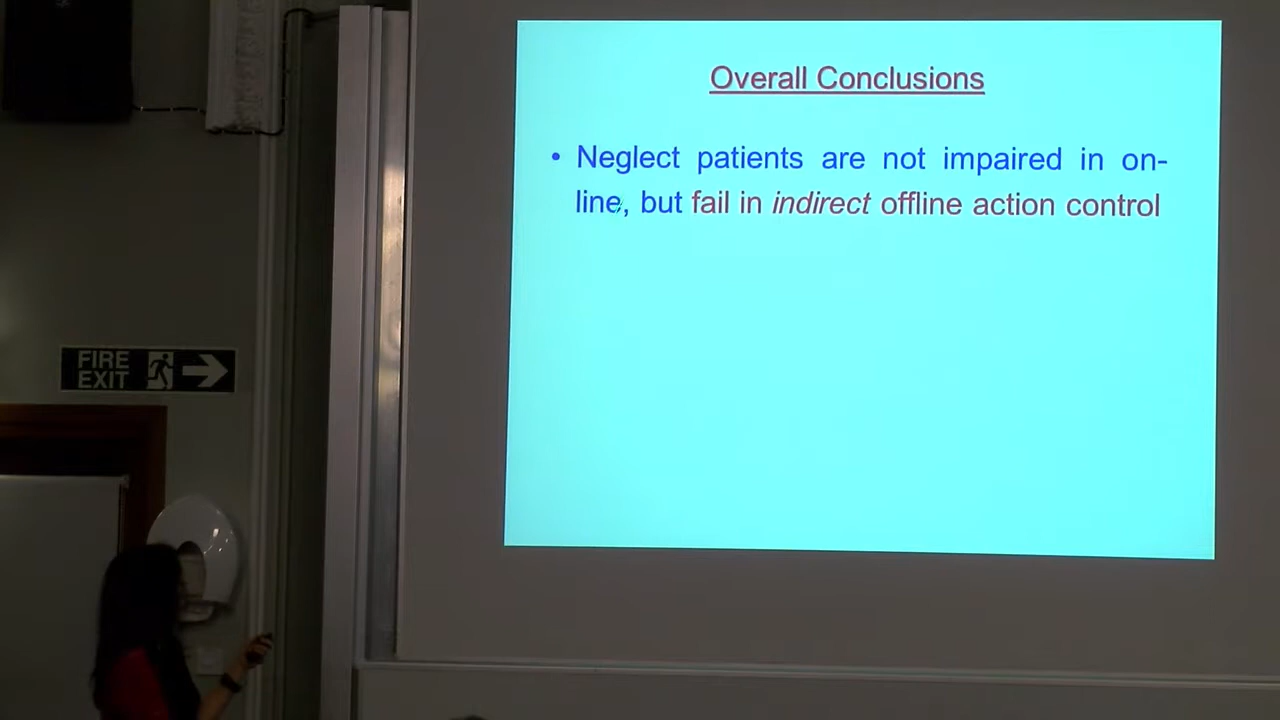 Overall Conclusions
• Neglect patients are not impaired in on-
line, but fail in indirect offline action control
FIRE
EXIT